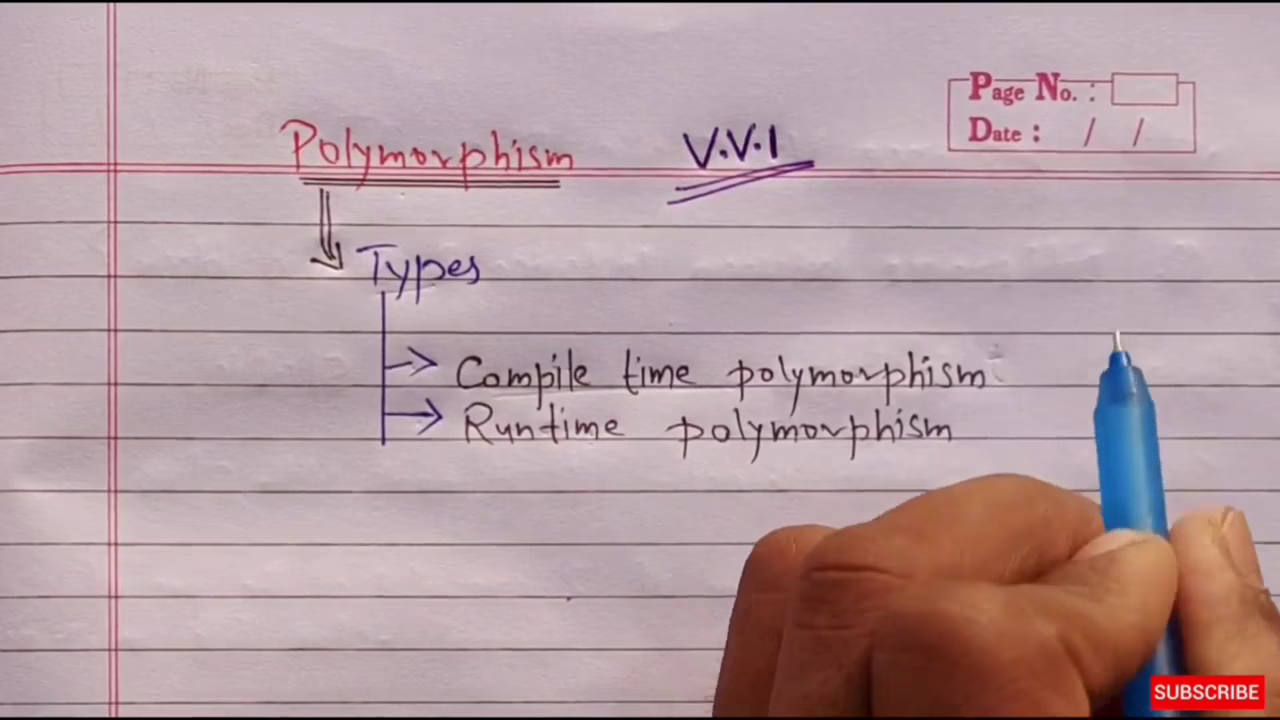 Page No. :
Date : / /
Polymorphism V.V.I
Types
Compile time polymorphism
Runtime polymorphism
SUBSCRIBE